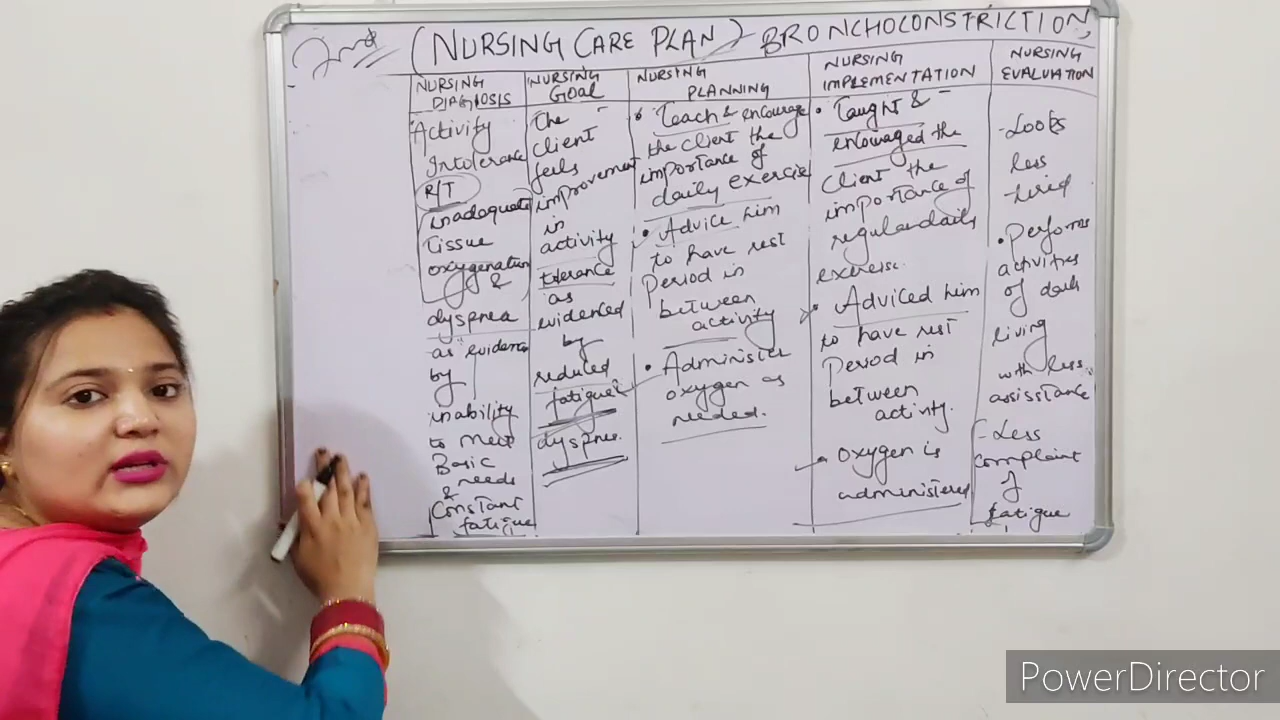 (NURSING CARE PLAN) BRONCHOCONSTRICTION,
NURSING
DIAGNOSIS
Activity
Intolerance
R/T
inadequate
tissue
oxygenation
&
dyspnea
as evidence
by
inability
to meet
Basic
needs
&
Constant
fatigue
NURSING
GOAL
The
client
feels
improvement
in
activity
tolerance
as
evidenced
by
reduced
fatigue &
dyspnea.
NURSING
PLANNING
• Teach & encourage
the client the
importance of
daily exercise
• Advice him
to have rest
Period in
between
activity
• Administer
oxygen as
needed.
NURSING
IMPLEMENTATION
• Taught &
encouraged the
Client the
importance of
regular daily
exercise.
• Adviced him
to have rest
Period in
between
activity.
• Oxygen is
administered
NURSING
EVALUATION
- Looks
less
tired
• Performs
activities
of daily
living
with less
assistance
- Less
Complaint
of
fatigue
PowerDirector